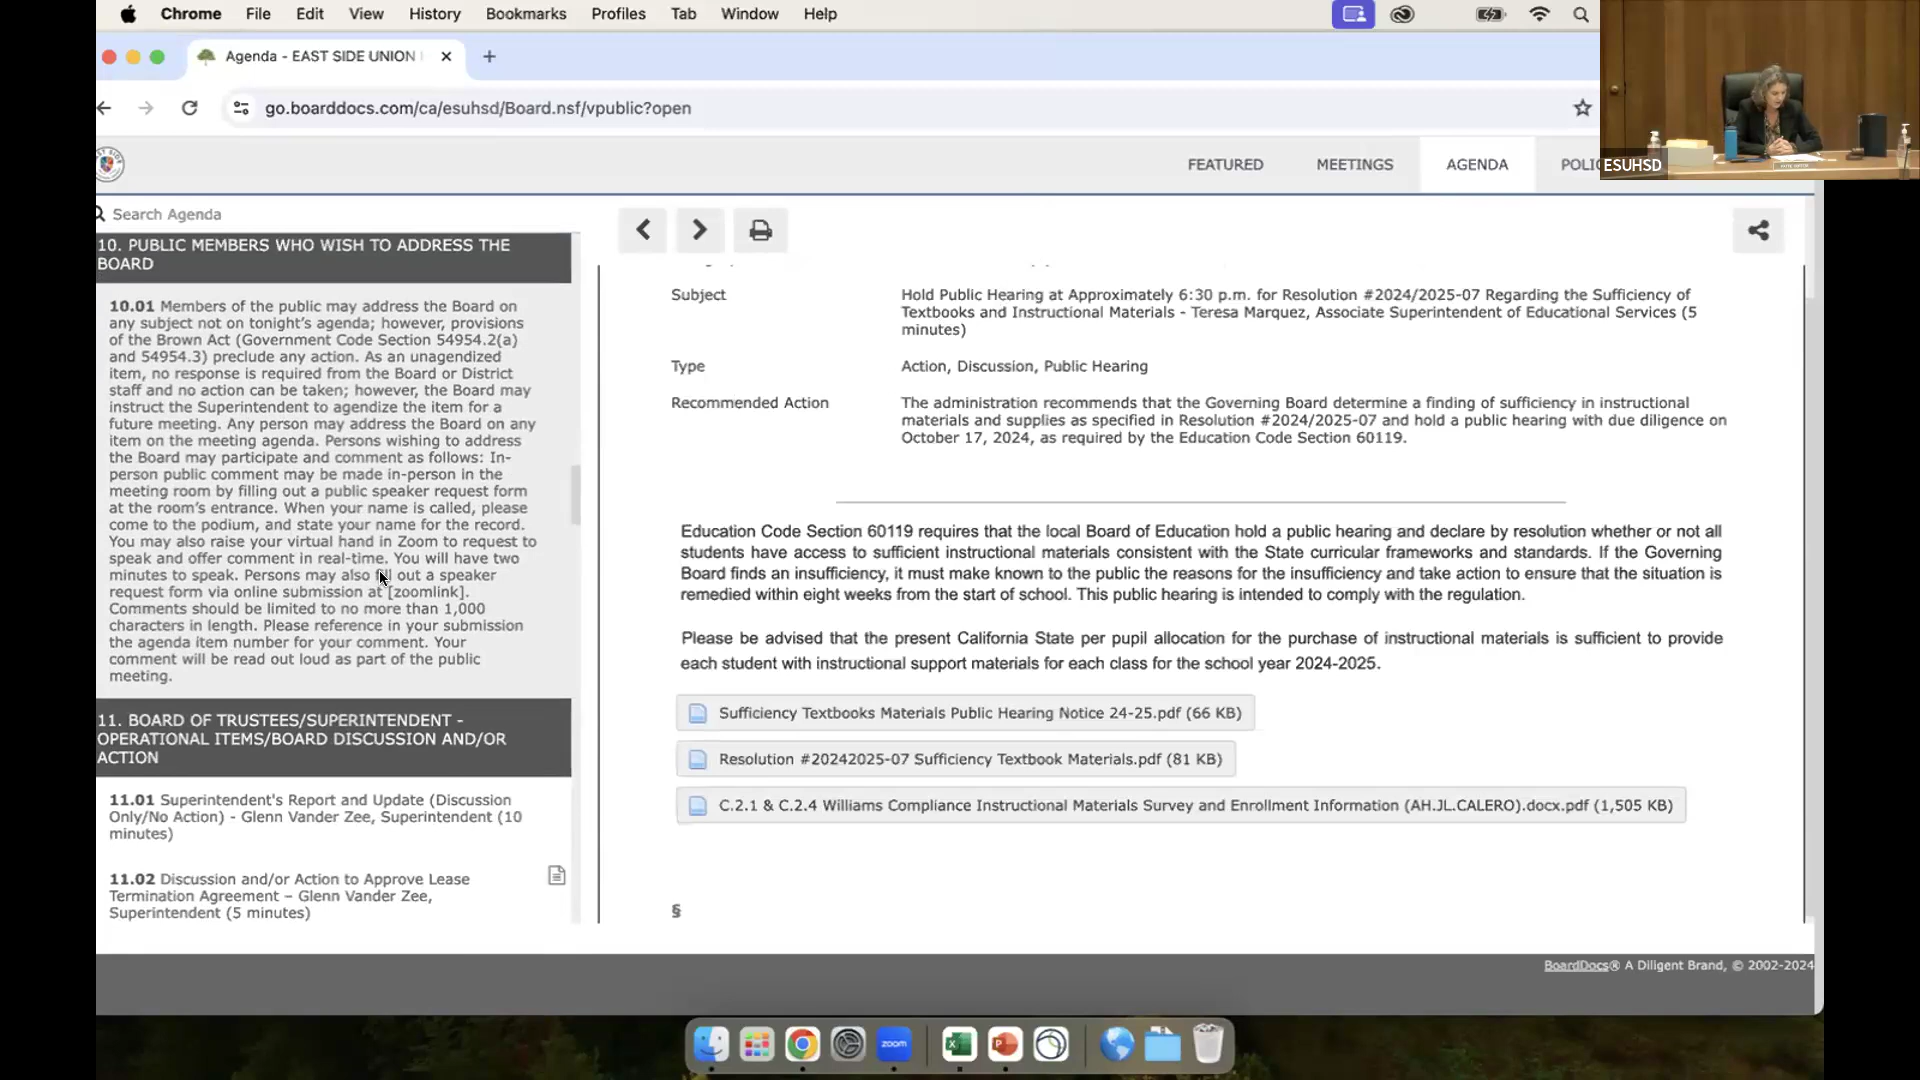 Chrome File Edit View History Bookmarks Profiles Tab Window Help
Agenda - EAST SIDE UNION
go.boarddocs.com/ca/esuhsd/Board.nsf/vpublic?open
ESUHSD
FEATURED MEETINGS AGENDA
Search Agenda
10. PUBLIC MEMBERS WHO WISH TO ADDRESS THE
BOARD
10.01 Members of the public may address the Board on
any subject not on tonight's agenda; however, provisions
of the Brown Act (Government Code Section 54954.2(a)
and 54954.3) preclude any action. As an unagendized
item, no response is required from the Board or District
staff and no action can be taken; however, the Board may
instruct the Superintendent to agendize the item for a
future meeting. Any person may address the Board on any
item on the meeting agenda. Persons wishing to address
the Board may participate and comment as follows: In-
person public comment may be made in-person in the
meeting room by filling out a public speaker request form
at the room's entrance. When your name is called, please
come to the podium, and state your name for the record.
You may also raise your virtual hand in Zoom to request to
speak and offer comment in real-time. You will have two
minutes to speak. Persons may also fill out a speaker
request form via online submission at [zoomlink].
Comments should be limited to no more than 1,000
characters in length. Please reference in your submission
the agenda item number for your comment. Your
comment will be read out loud as part of the public
meeting.
11. BOARD OF TRUSTEES/SUPERINTENDENT -
OPERATIONAL ITEMS/BOARD DISCUSSION AND/OR
ACTION
11.01 Superintendent's Report and Update (Discussion
Only/No Action) - Glenn Vander Zee, Superintendent (10
minutes)
11.02 Discussion and/or Action to Approve Lease
Termination Agreement – Glenn Vander Zee,
Superintendent (5 minutes)
Subject
Hold Public Hearing at Approximately 6:30 p.m. for Resolution #2024/2025-07 Regarding the Sufficiency of
Textbooks and Instructional Materials - Teresa Marquez, Associate Superintendent of Educational Services (5
minutes)
Type
Action, Discussion, Public Hearing
Recommended Action
The administration recommends that the Governing Board determine a finding of sufficiency in instructional
materials and supplies as specified in Resolution #2024/2025-07 and hold a public hearing with due diligence on
October 17, 2024, as required by the Education Code Section 60119.
Education Code Section 60119 requires that the local Board of Education hold a public hearing and declare by resolution whether or not all
students have access to sufficient instructional materials consistent with the State curricular frameworks and standards. If the Governing
Board finds an insufficiency, it must make known to the public the reasons for the insufficiency and take action to ensure that the situation is
remedied within eight weeks from the start of school. This public hearing is intended to comply with the regulation.
Please be advised that the present California State per pupil allocation for the purchase of instructional materials is sufficient to provide
each student with instructional support materials for each class for the school year 2024-2025.
Sufficiency Textbooks Materials Public Hearing Notice 24-25.pdf (66 KB)
Resolution #20242025-07 Sufficiency Textbook Materials.pdf (81 KB)
C.2.1 & C.2.4 Williams Compliance Instructional Materials Survey and Enrollment Information (AH.JL.CALERO).docx.pdf (1,505 KB)
§
BoardDocs® A Diligent Brand, © 2002-2024
zoom